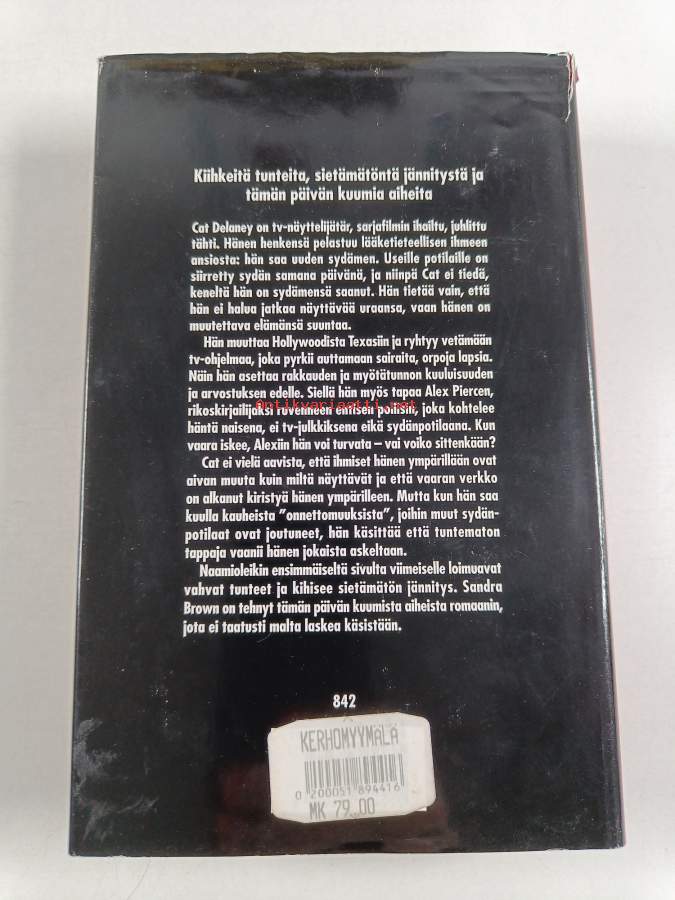 Kiihkeitä tunteita, sietämätöntä jännitystä ja
tämän päivän kuumia aiheita
Cat Delaney on tv-näyttelijätär, sarjafilmin ihailtu, juhlittu
tähti. Hänen henkensä pelastuu lääketieteellisen ihmeen
ansiosta: hän saa uuden sydämen. Useille potilaille on
siirretty sydän samana päivänä, ja niinpä Cat ei tiedä,
keneltä hän on sydämensä saanut. Hän tietää vain, että
hän ei halua jatkaa näyttävää uraansa, vaan hänen on
muutettava elämänsä suuntaa.
Hän muuttaa Hollywoodista Texasiin ja ryhtyy vetämään
tv-ohjelmaa, joka pyrkii auttamaan sairaita, orpoja lapsia.
Näin hän asettaa rakkauden ja myötätunnon kuuluisuuden
ja arvostuksen edelle. Siellä hän myös tapaa Alex Piercen,
rikoskirjailijaksi ruvenneen entisen poliisin, joka kohtelee
Antikvariaatti.net
häntä naisena, ei tv-julkkiksena eikä sydänpotilaana. Kun
vaara iskee, Alexiin hän voi turvata – vai voiko sittenkään?
Cat ei vielä aavista, että ihmiset hänen ympärillään ovat
aivan muuta kuin miltä näyttävät ja että vaaran verkko
on alkanut kiristyä hänen ympärilleen. Mutta kun hän saa
kuulla kauheista ”onnettomuuksista”, joihin muut sydän-
potilaat ovat joutuneet, hän käsittää että tuntematon
tappaja vaanii hänen jokaista askeltaan.
Naamioleikin ensimmäiseltä sivulta viimeiselle loimuavat
vahvat tunteet ja kihisee sietämätön jännitys. Sandra
Brown on tehnyt tämän päivän kuumista aiheista romaanin,
jota ei taatusti malta laskea käsistään.
842
KERHOMYYMÄLÄ
0 200051 894416
MK 79.00